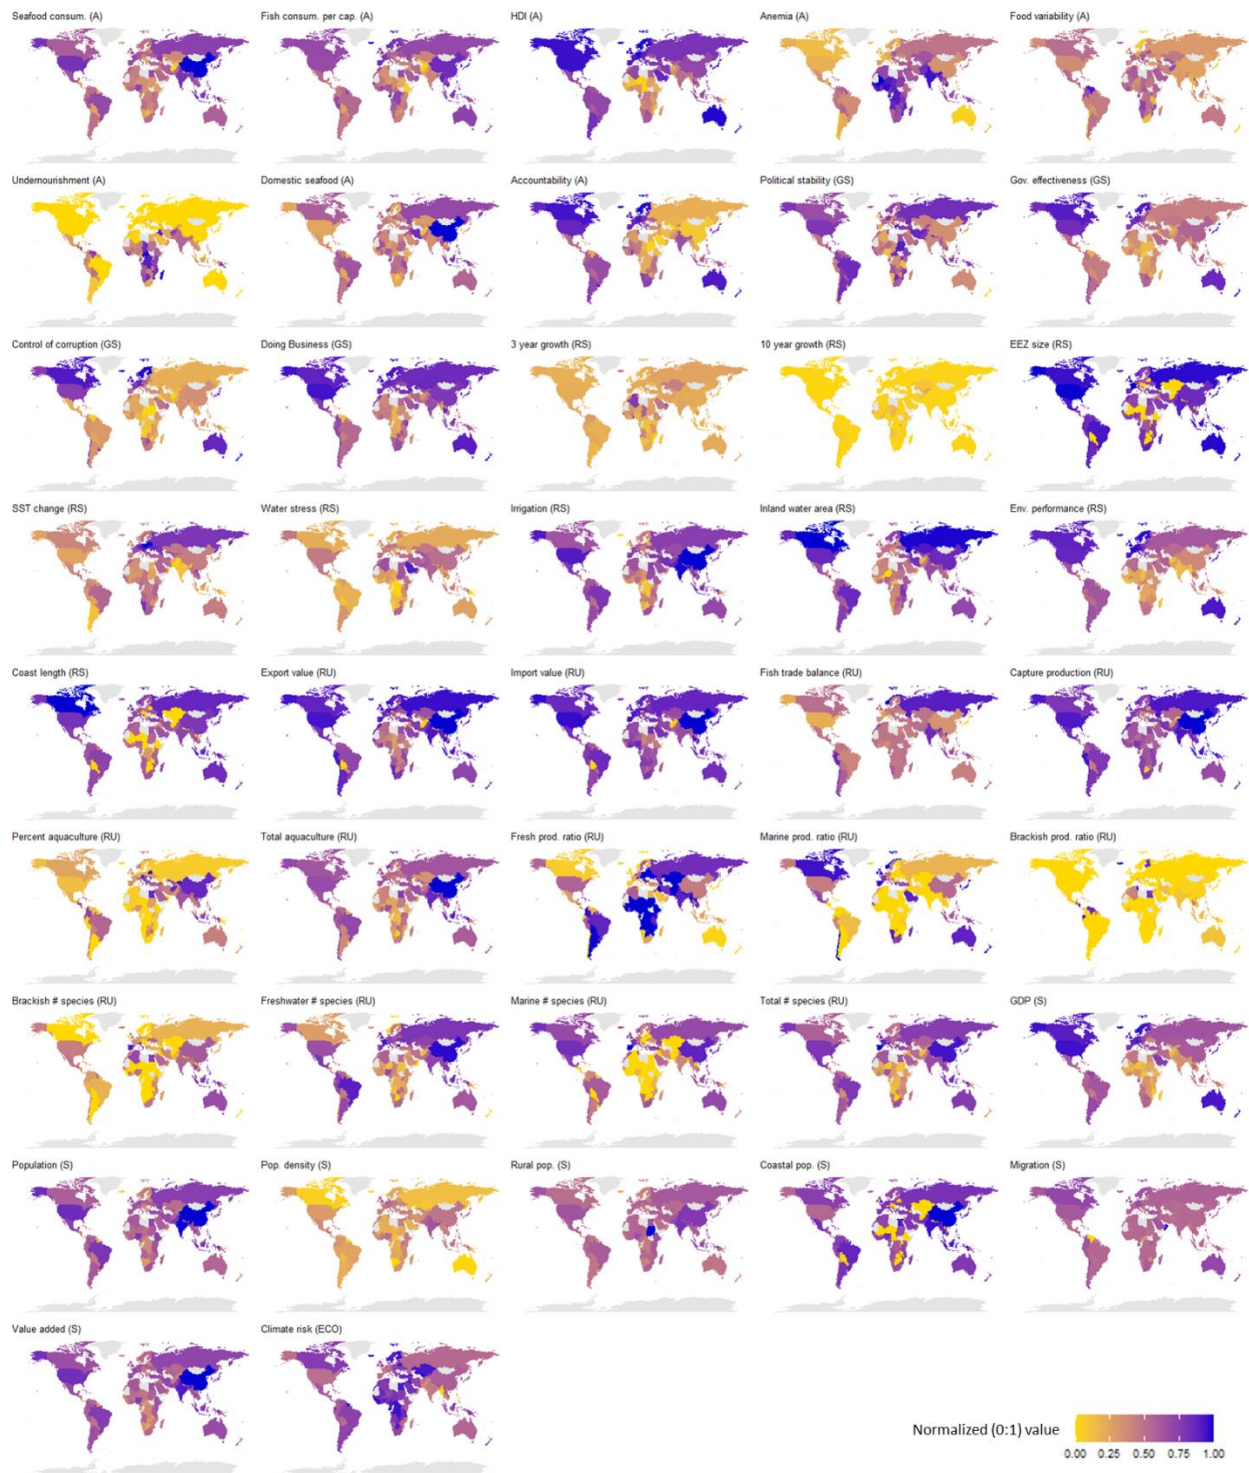 Seafood consum. (A)
Fish consum. per cap. (A)
HDI (A)
Anemia (A)
Food variability (A)
Undernourishment (A)
Domestic seafood (A)
Accountability (A)
Political stability (GS)
Gov. effectiveness (GS)
Control of corruption (GS)
Doing Business (GS)
3 year growth (RS)
10 year growth (RS)
EEZ size (RS)
SST change (RS)
Water stress (RS)
Irrigation (RS)
Inland water area (RS)
Env. performance (RS)
Coast length (RS)
Export value (RU)
Import value (RU)
Fish trade balance (RU)
Capture production (RU)
Percent aquaculture (RU)
Total aquaculture (RU)
Fresh prod. ratio (RU)
Marine prod. ratio (RU)
Brackish prod. ratio (RU)
Brackish # species (RU)
Freshwater # species (RU)
Marine # species (RU)
Total # species (RU)
GDP (S)
Population (S)
Pop. density (S)
Rural pop. (S)
Coastal pop. (S)
Migration (S)
Value added (S)
Climate risk (ECO)
Normalized (0:1) value
0.00 0.25 0.50 0.75 1.00